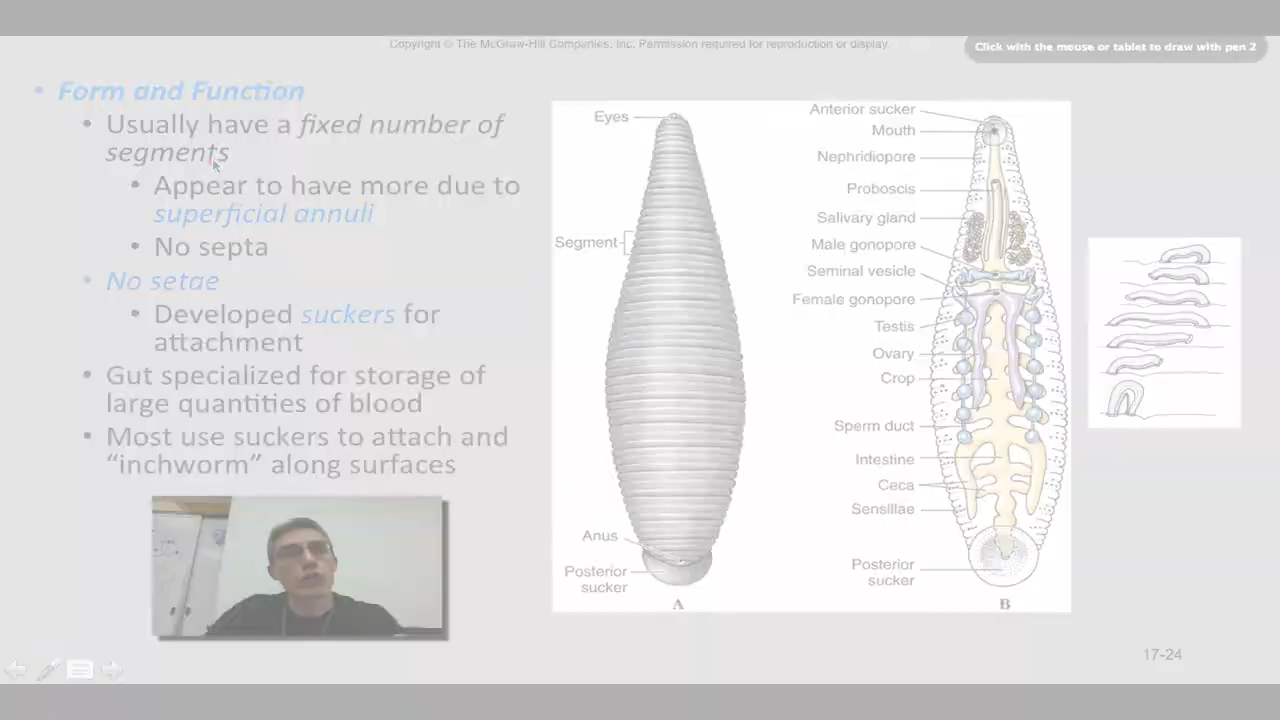 Copyright © The McGraw-Hill Companies, Inc. Permission required for reproduction or display.
Click with the mouse or tablet to draw with pen 2
• Form and Function
• Usually have a fixed number of
segments
• Appear to have more due to
superficial annuli
• No septa
• No setae
• Developed suckers for
attachment
• Gut specialized for storage of
large quantities of blood
• Most use suckers to attach and
“inchworm” along surfaces
Eyes
Segment
Anus
Posterior
sucker
A
Anterior sucker
Mouth
Nephridiopore
Proboscis
Salivary gland
Male gonopore
Seminal vesicle
Female gonopore
Testis
Ovary
Crop
Sperm duct
Intestine
Ceca
Sensillae
Posterior
sucker
B
17-24